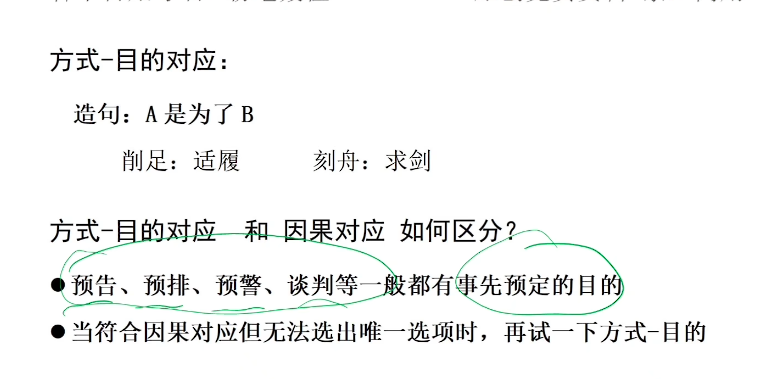 方式-目的对应：
造句：A 是为了 B
削足：适履 刻舟：求剑
方式-目的对应 和 因果对应 如何区分？
●预告、预排、预警、谈判等一般都有事先预定的目的
●当符合因果对应但无法选出唯一选项时，再试一下方式-目的